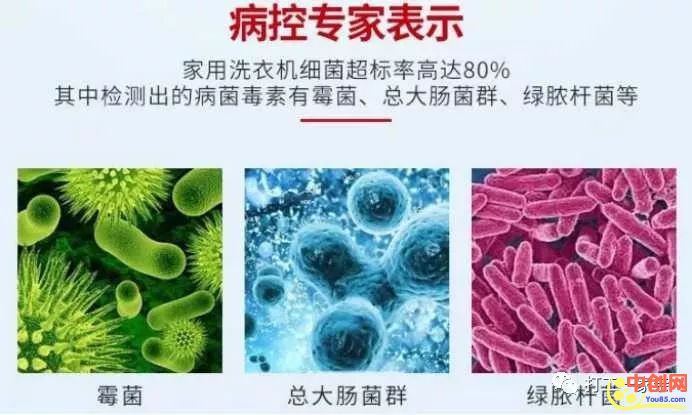 病控专家表示
家用洗衣机细菌超标率高达80%
其中检测出的病菌毒素有霉菌、总大肠菌群、绿脓杆菌等
霉菌
总大肠菌群
绿脓杆菌
中创网
You85.com